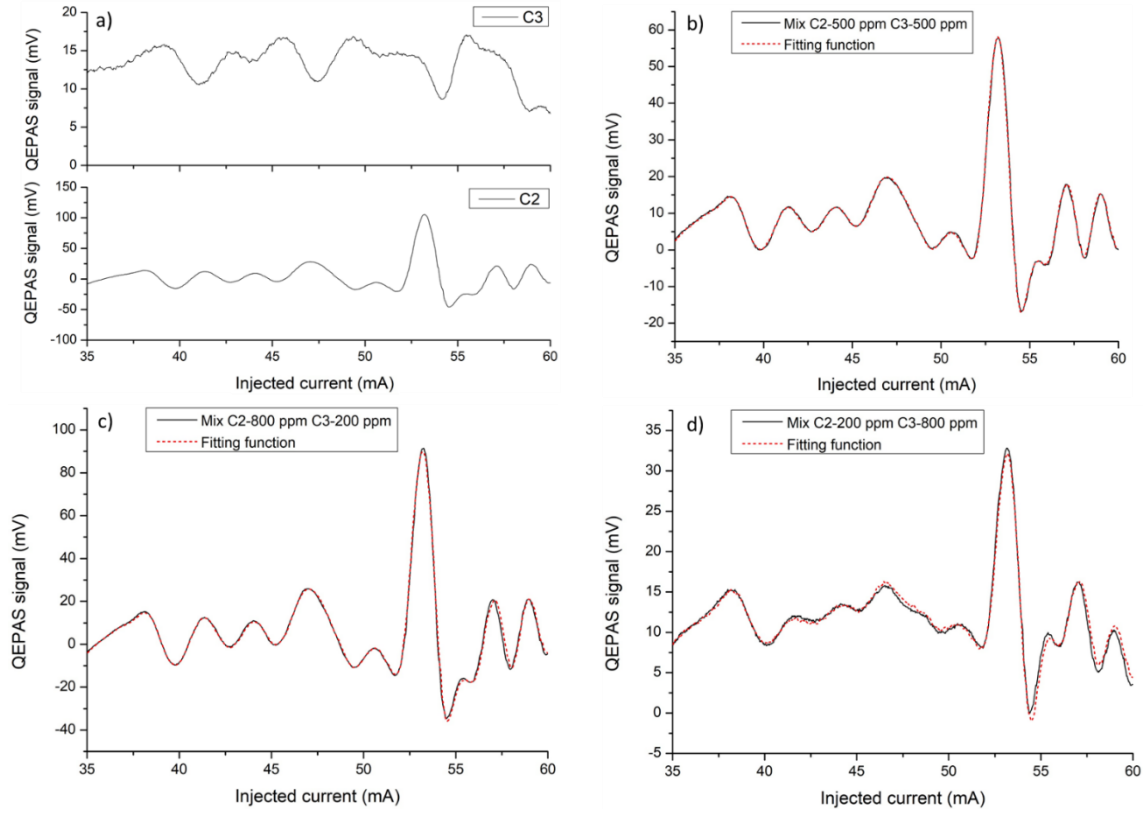 a)
C3
QEPAS signal (mV)
20
15
10
5
0
35 40 45 50 55 60
C2
QEPAS signal (mV)
150
100
50
0
-50
-100
35 40 45 50 55 60
Injected current (mA)
b)
Mix C2-500 ppm C3-500 ppm
Fitting function
QEPAS signal (mV)
60
50
40
30
20
10
0
-10
-20
35 40 45 50 55 60
Injected current (mA)
c)
Mix C2-800 ppm C3-200 ppm
Fitting function
QEPAS signal (mV)
100
80
60
40
20
0
-20
-40
35 40 45 50 55 60
Injected current (mA)
d)
Mix C2-200 ppm C3-800 ppm
Fitting function
QEPAS signal (mV)
35
30
25
20
15
10
5
0
-5
35 40 45 50 55 60
Injected current (mA)